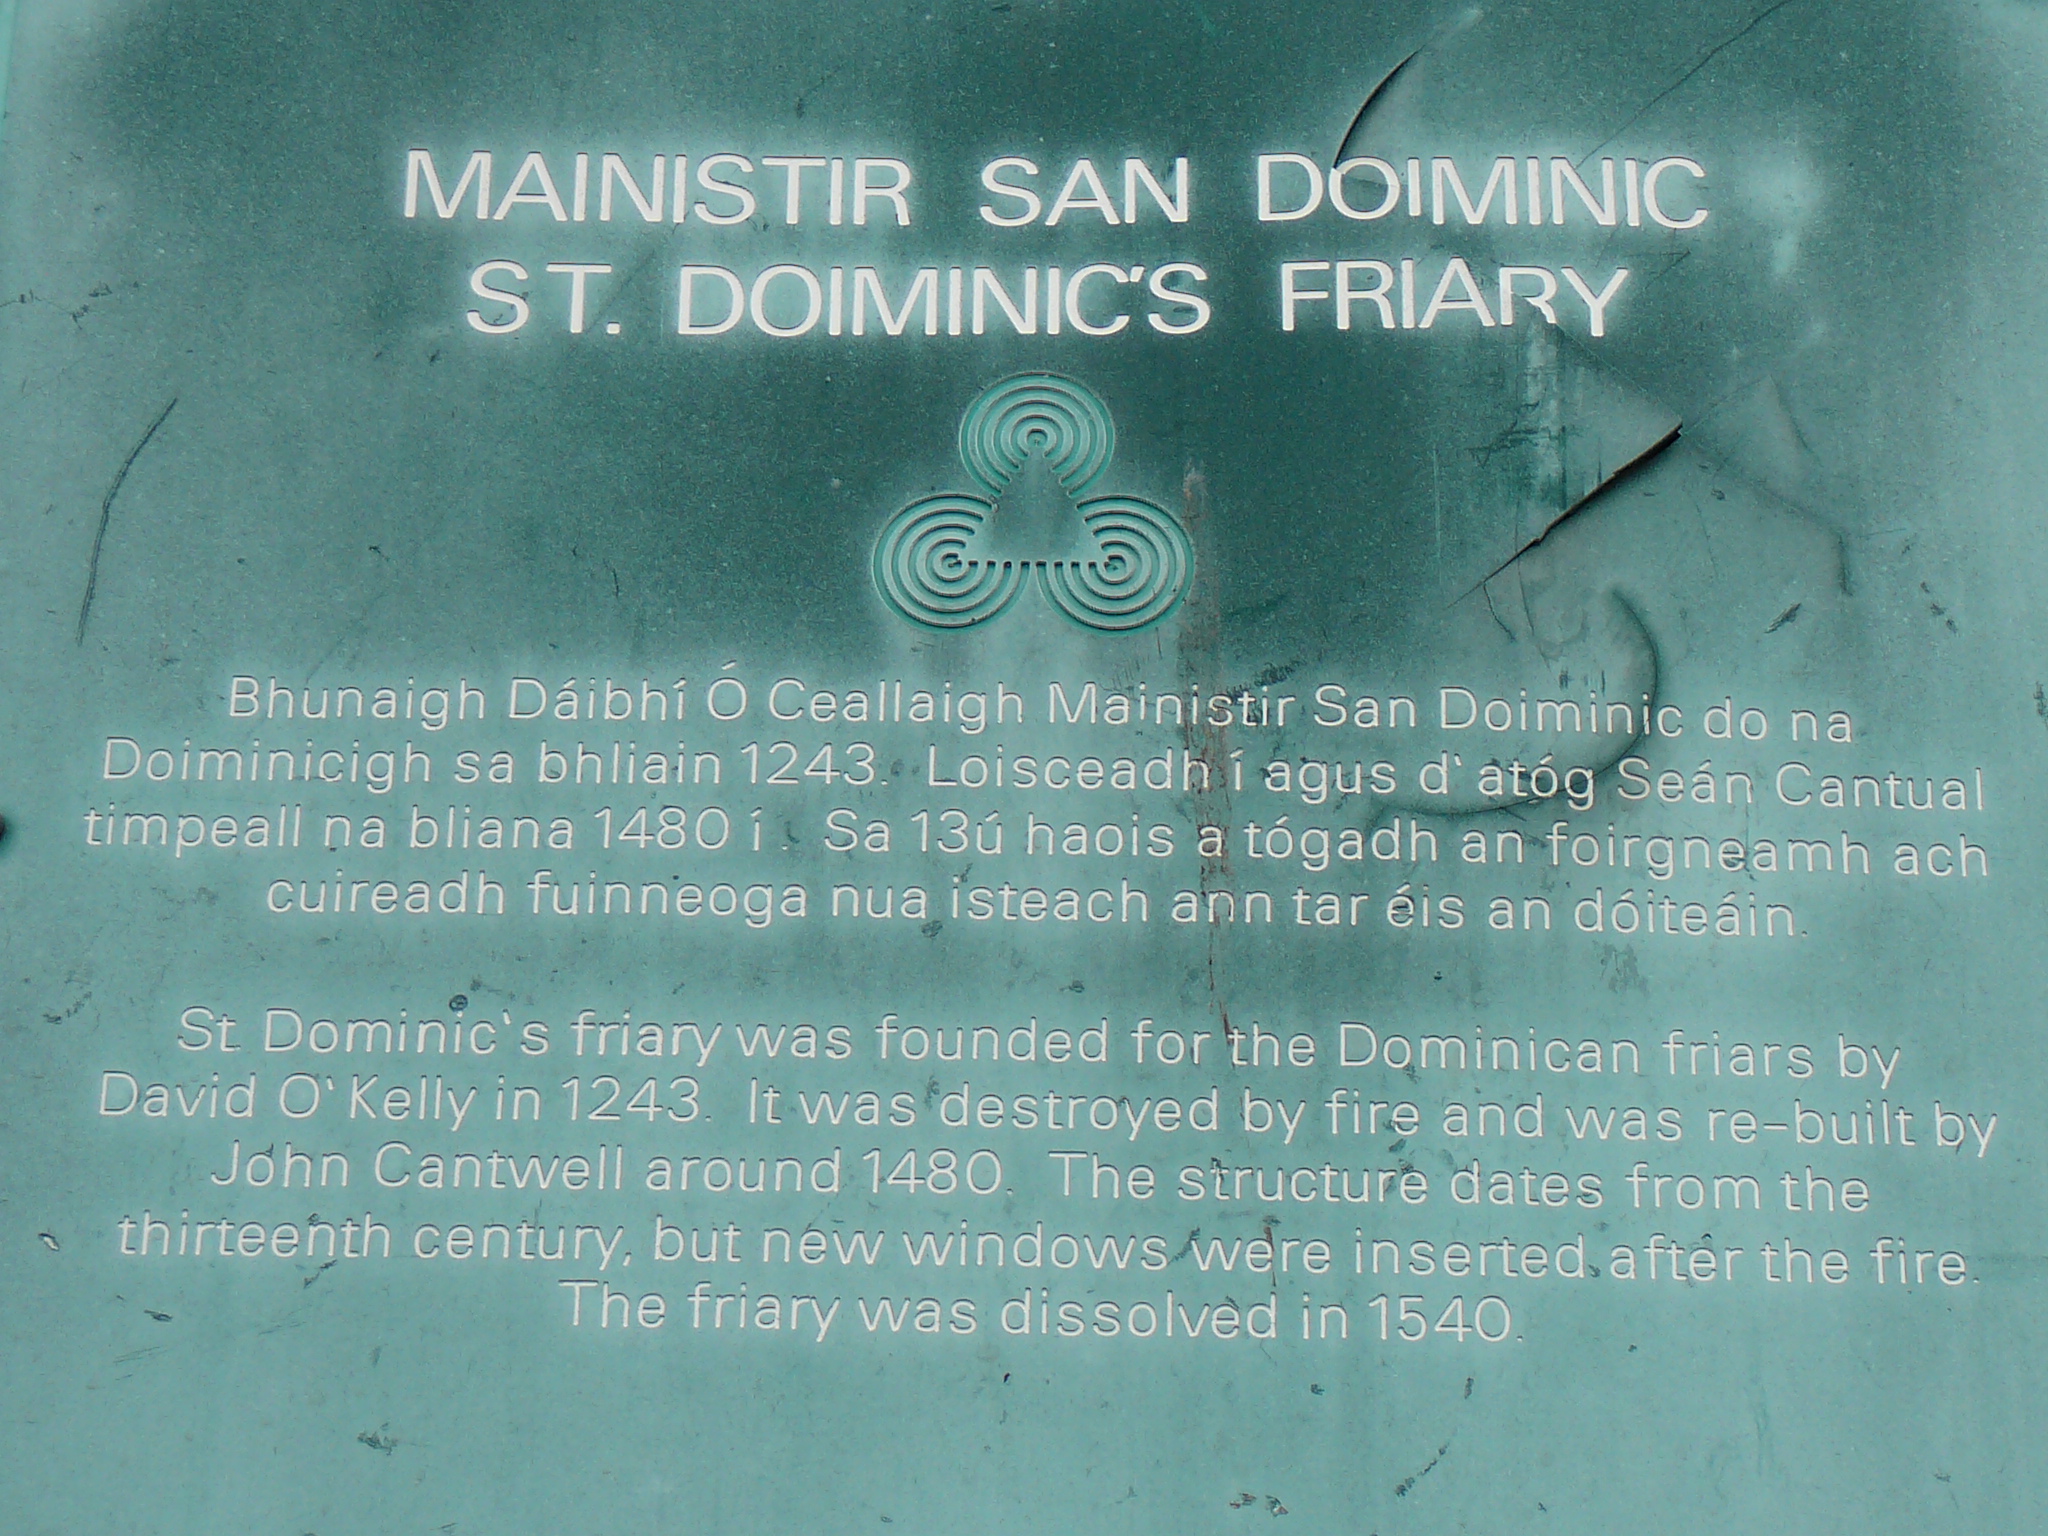 MAINISTIR SAN DOIMINIC
ST. DOIMINIC'S FRIARY
Bhunaigh Dáibhí Ó Ceallaigh Mainistir San Doiminic do na
Doiminicigh sa bhliain 1243. Loisceadh í agus d'atóg Seán Cantual
timpeall na bliana 1480 í. Sa 13ú haois a tógadh an foirgneamh ach
cuireadh fuinneoga nua isteach ann tar éis an dóiteáin.
St. Dominic's friary was founded for the Dominican friars by
David O'Kelly in 1243. It was destroyed by fire and was re-built by
John Cantwell around 1480. The structure dates from the
thirteenth century, but new windows were inserted after the fire.
The friary was dissolved in 1540.